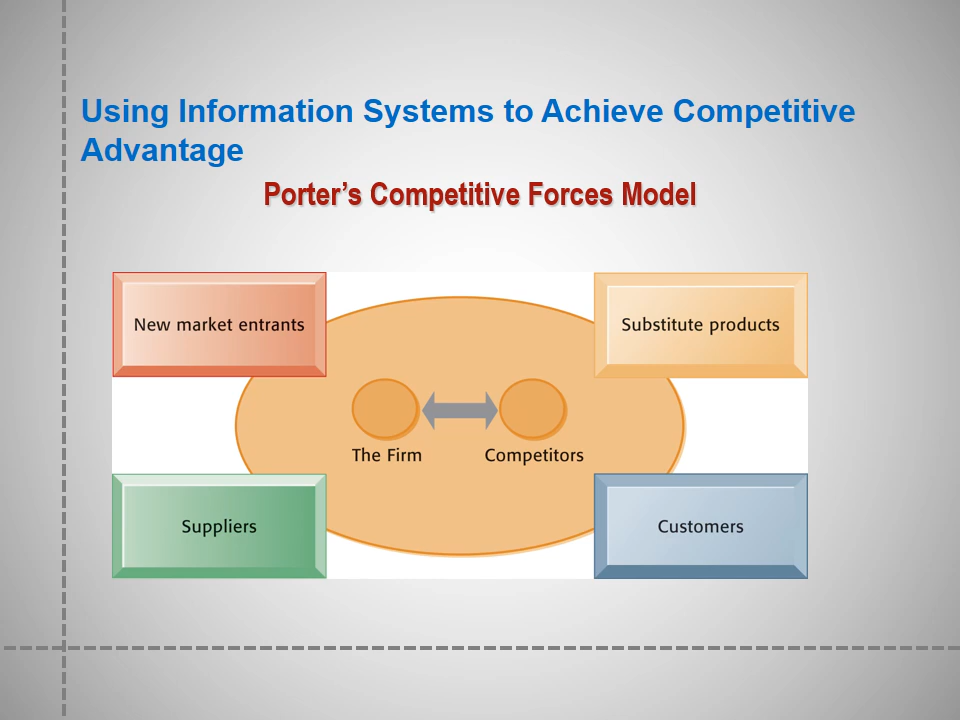 Using Information Systems to Achieve Competitive
Advantage
Porter’s Competitive Forces Model
New market entrants
Substitute products
The Firm
Competitors
Suppliers
Customers